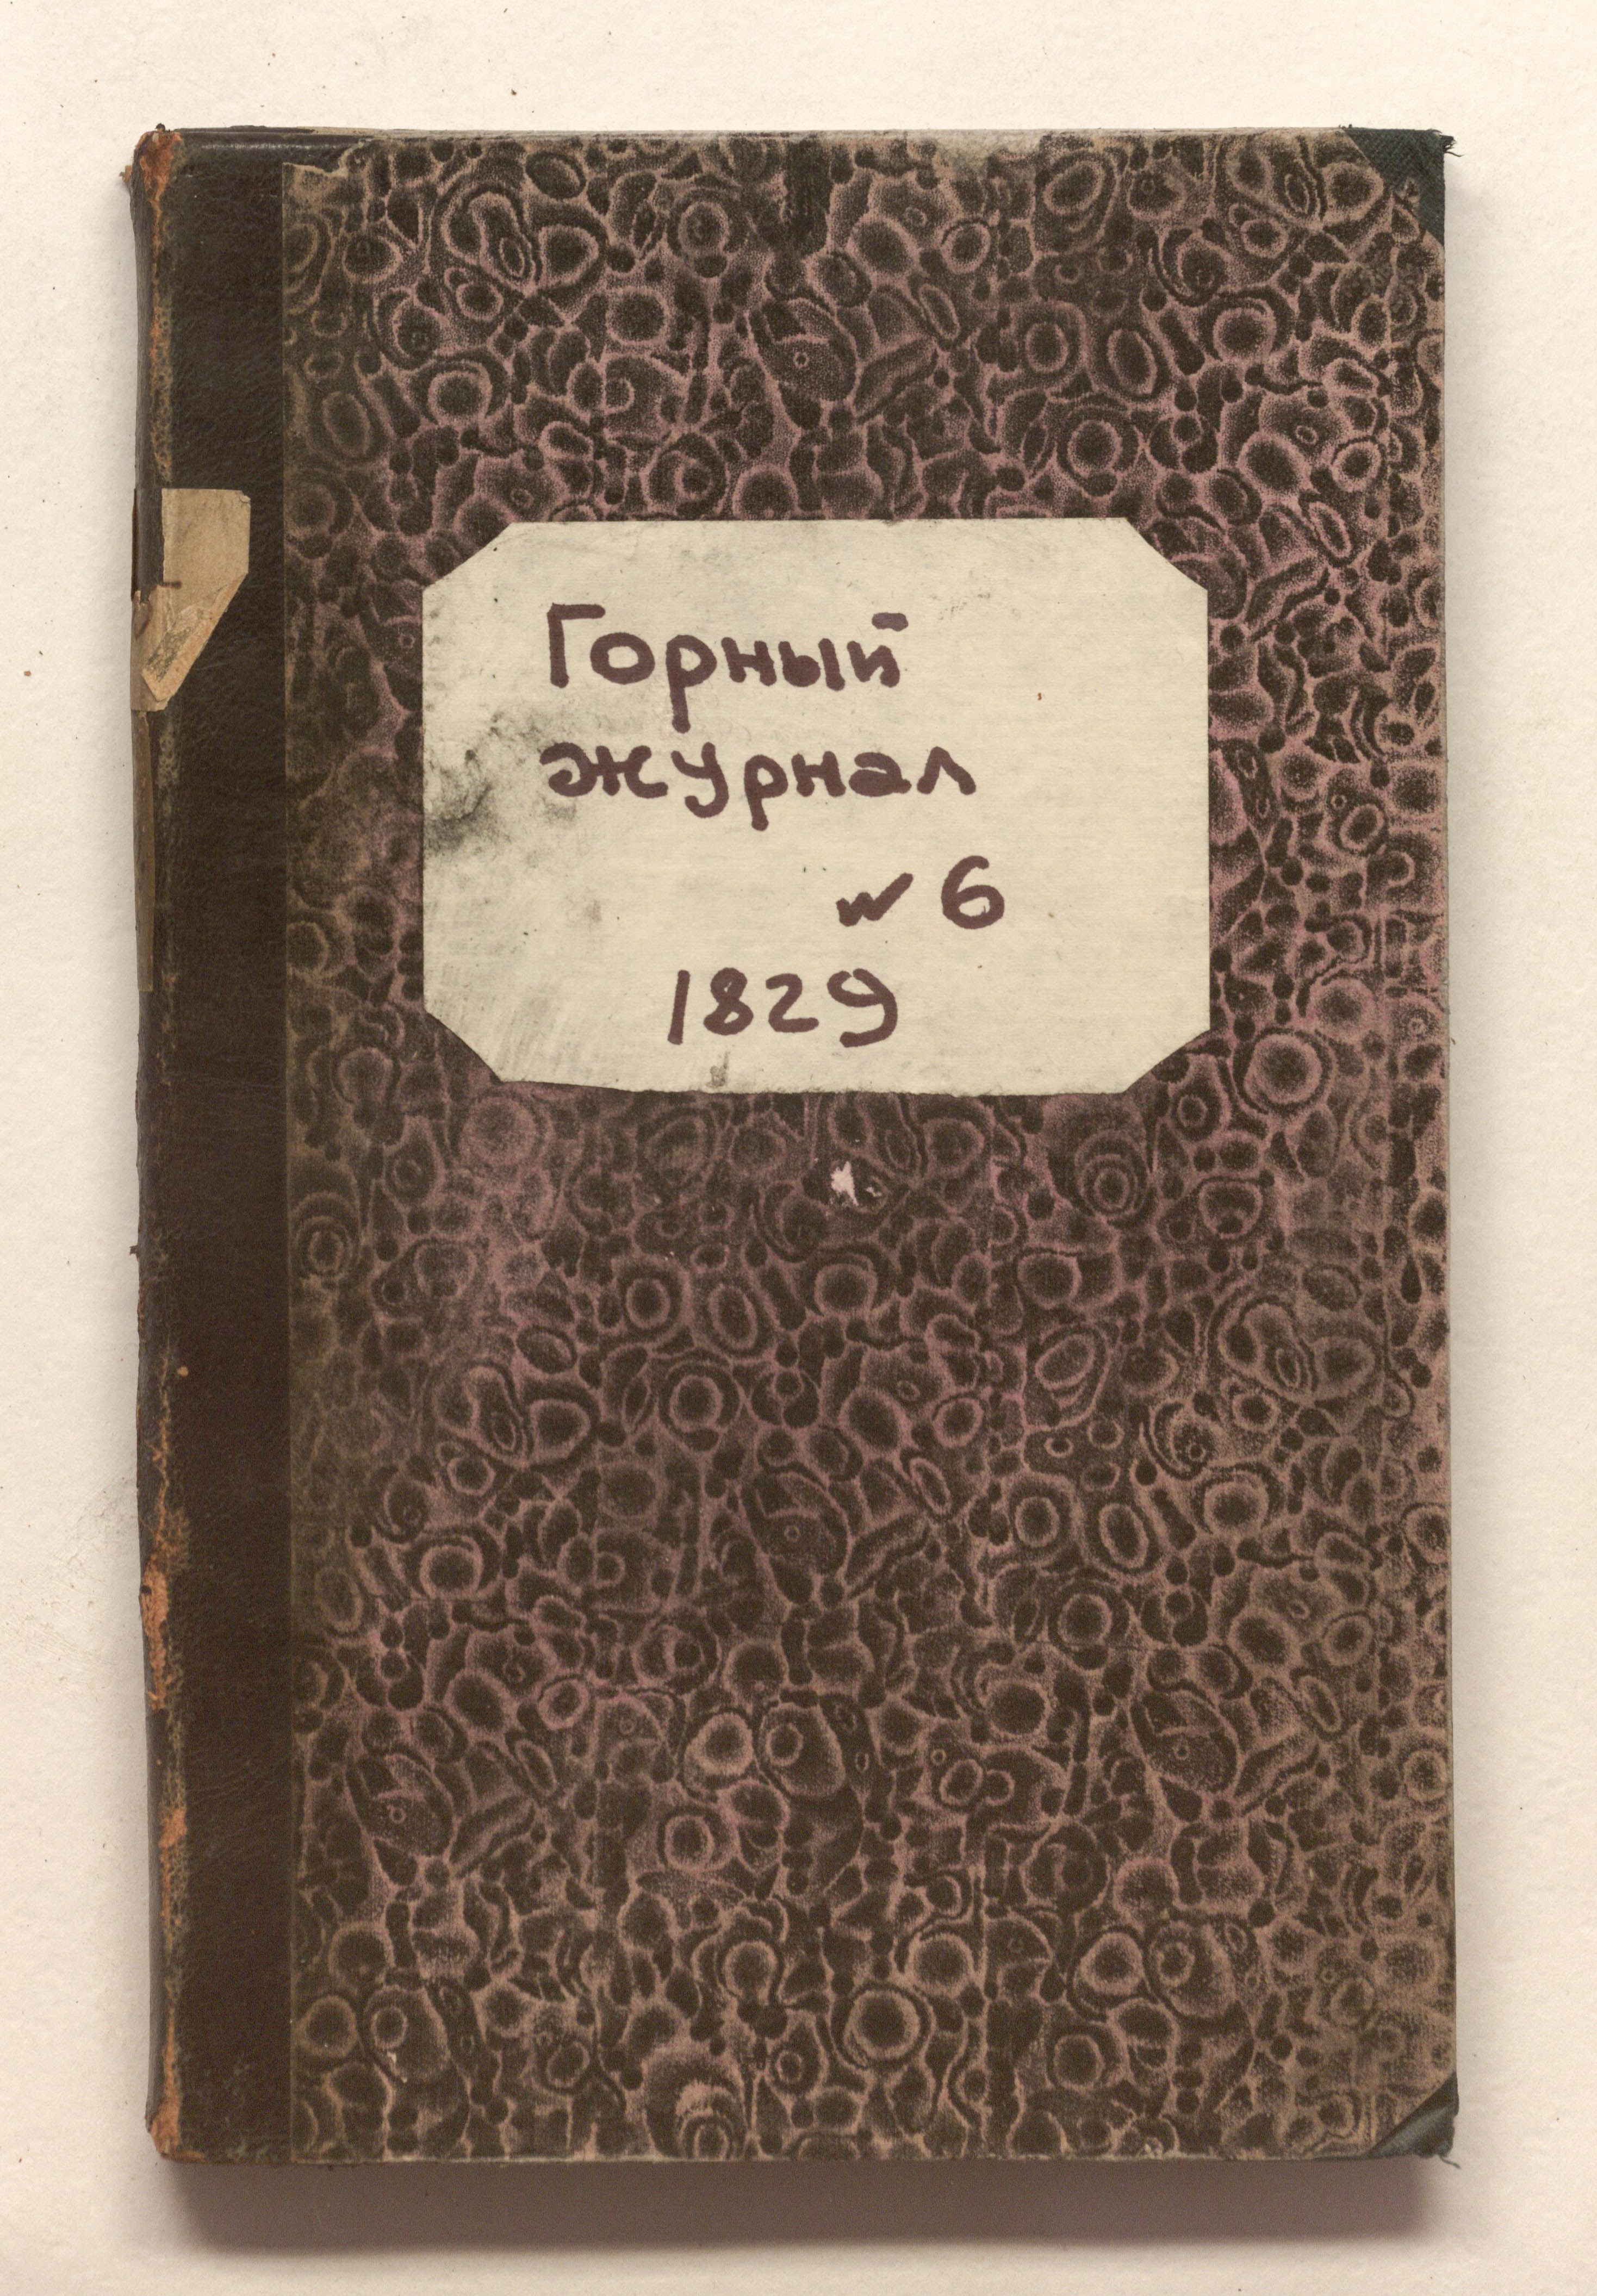 Горный
журнал
№ 6
1829